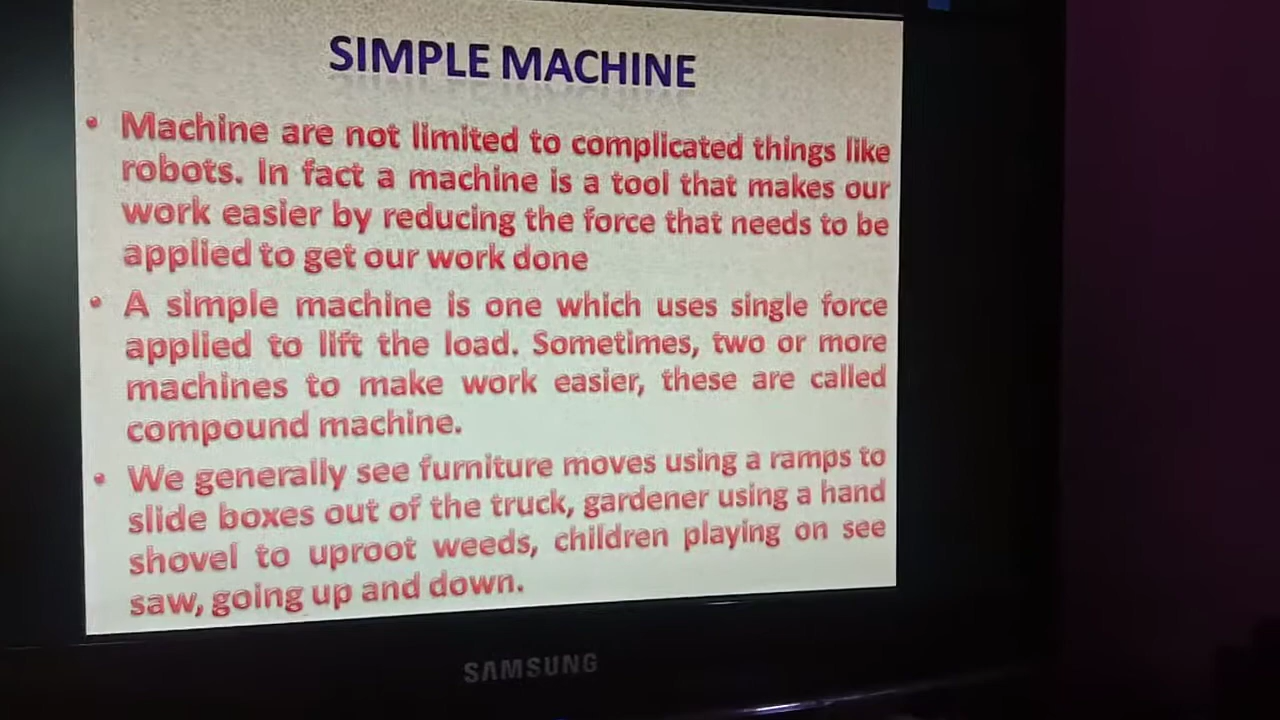 SIMPLE MACHINE
• Machine are not limited to complicated things like
robots. In fact a machine is a tool that makes our
work easier by reducing the force that needs to be
applied to get our work done
• A simple machine is one which uses single force
applied to lift the load. Sometimes, two or more
machines to make work easier, these are called
compound machine.
• We generally see furniture moves using a ramps to
slide boxes out of the truck, gardener using a hand
shovel to uproot weeds, children playing on see
saw, going up and down.
SAMSUNG